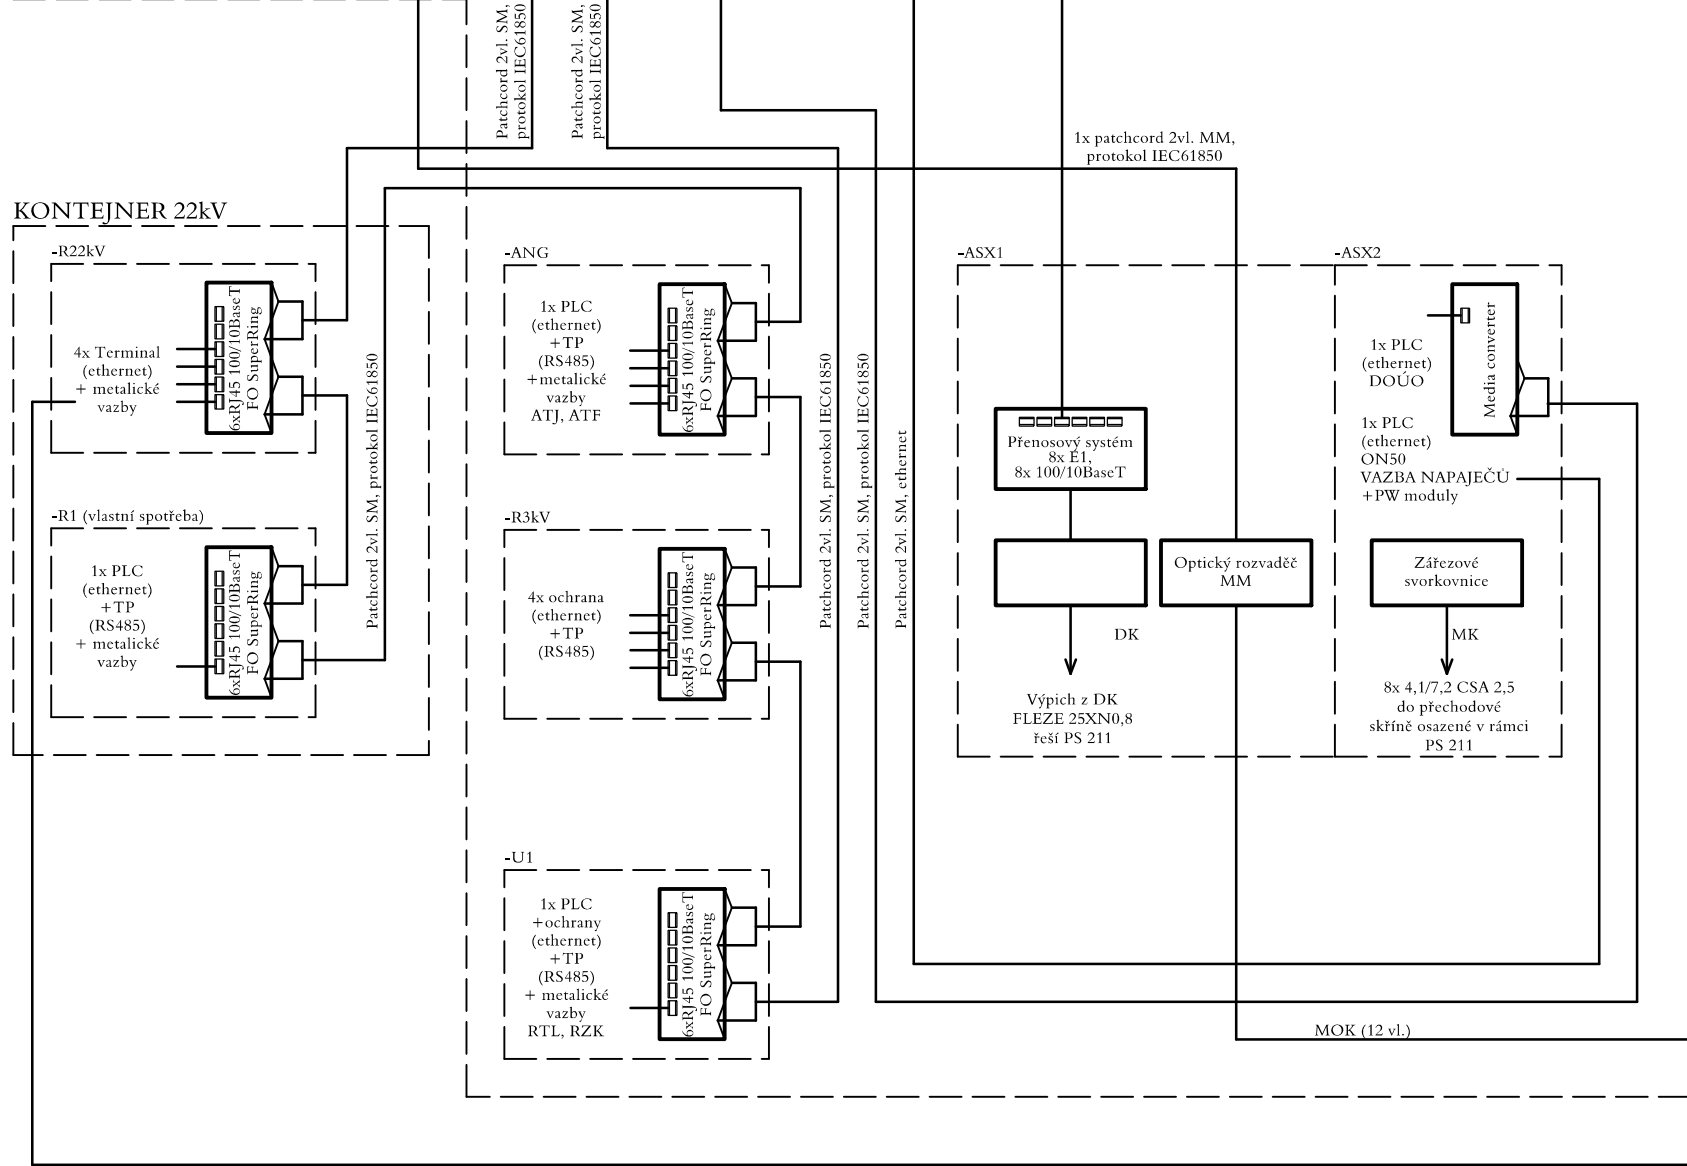 Patchcord 2vl. SM,
protokol IEC61850
Patchcord 2vl. SM,
protokol IEC61850
1x patchcord 2vl. MM,
protokol IEC61850
KONTEJNER 22kV
-R22kV
4x Terminal
(ethernet)
+ metalické
vazby
6xRJ45 100/10BaseT
FO SuperRing
-R1 (vlastní spotřeba)
1x PLC
(ethernet)
+TP
(RS485)
+ metalické
vazby
6xRJ45 100/10BaseT
FO SuperRing
Patchcord 2vl. SM, protokol IEC61850
-ANG
1x PLC
(ethernet)
+TP
(RS485)
+metalické
vazby
ATJ, ATF
6xRJ45 100/10BaseT
FO SuperRing
-R3kV
4x ochrana
(ethernet)
+TP
(RS485)
6xRJ45 100/10BaseT
FO SuperRing
-U1
1x PLC
+ochrany
(ethernet)
+TP
(RS485)
+ metalické
vazby
RTL, RZK
6xRJ45 100/10BaseT
FO SuperRing
Patchcord 2vl. SM, protokol IEC61850
Patchcord 2vl. SM, protokol IEC61850
Patchcord 2vl. SM, ethernet
-ASX1
Přenosový systém
8x E1,
8x 100/10BaseT
Optický rozvaděč
MM
DK
Výpich z DK
FLEZE 25XN0,8
řeší PS 211
-ASX2
1x PLC
(ethernet)
DOÚO
Media converter
1x PLC
(ethernet)
ON50
VAZBA NAPAJEČŮ
+PW moduly
Zářezové
svorkovnice
MK
8x 4,1/7,2 CSA 2,5
do přechodové
skříně osazené v rámci
PS 211
MOK (12 vl.)